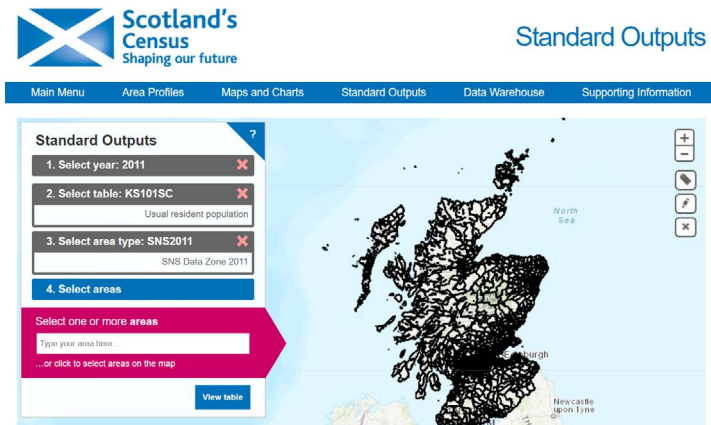 Scotland's
Census
Shaping our future
Standard Outputs
Main Menu Area Profiles Maps and Charts Standard Outputs Data Warehouse Supporting Information
Standard Outputs ?
1. Select year: 2011
2. Select table: KS101SC
Usual resident population
3. Select area type: SNS2011
SNS Data Zone 2011
4. Select areas
Select one or more areas
Type your area here...
...or click to select areas on the map
View table
+
−
North
Sea
Newcastle
upon Tyne